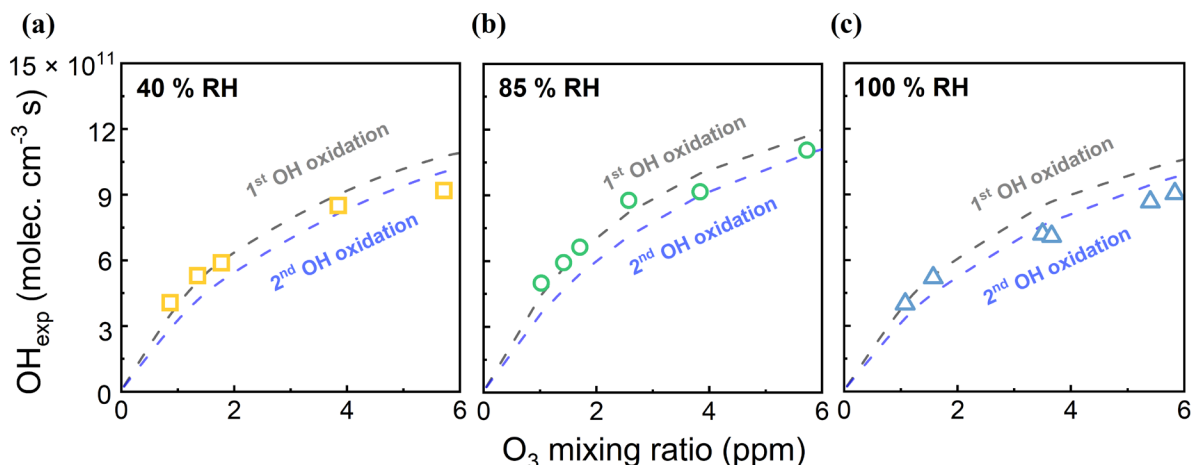 (a)
(b)
(c)
15 × 10¹¹
12
9
6
3
0
OHexp (molec. cm⁻³ s)
40 % RH
1st OH oxidation
2nd OH oxidation
0 2 4 6
85 % RH
1st OH oxidation
2nd OH oxidation
0 2 4 6
100 % RH
1st OH oxidation
2nd OH oxidation
0 2 4 6
O₃ mixing ratio (ppm)